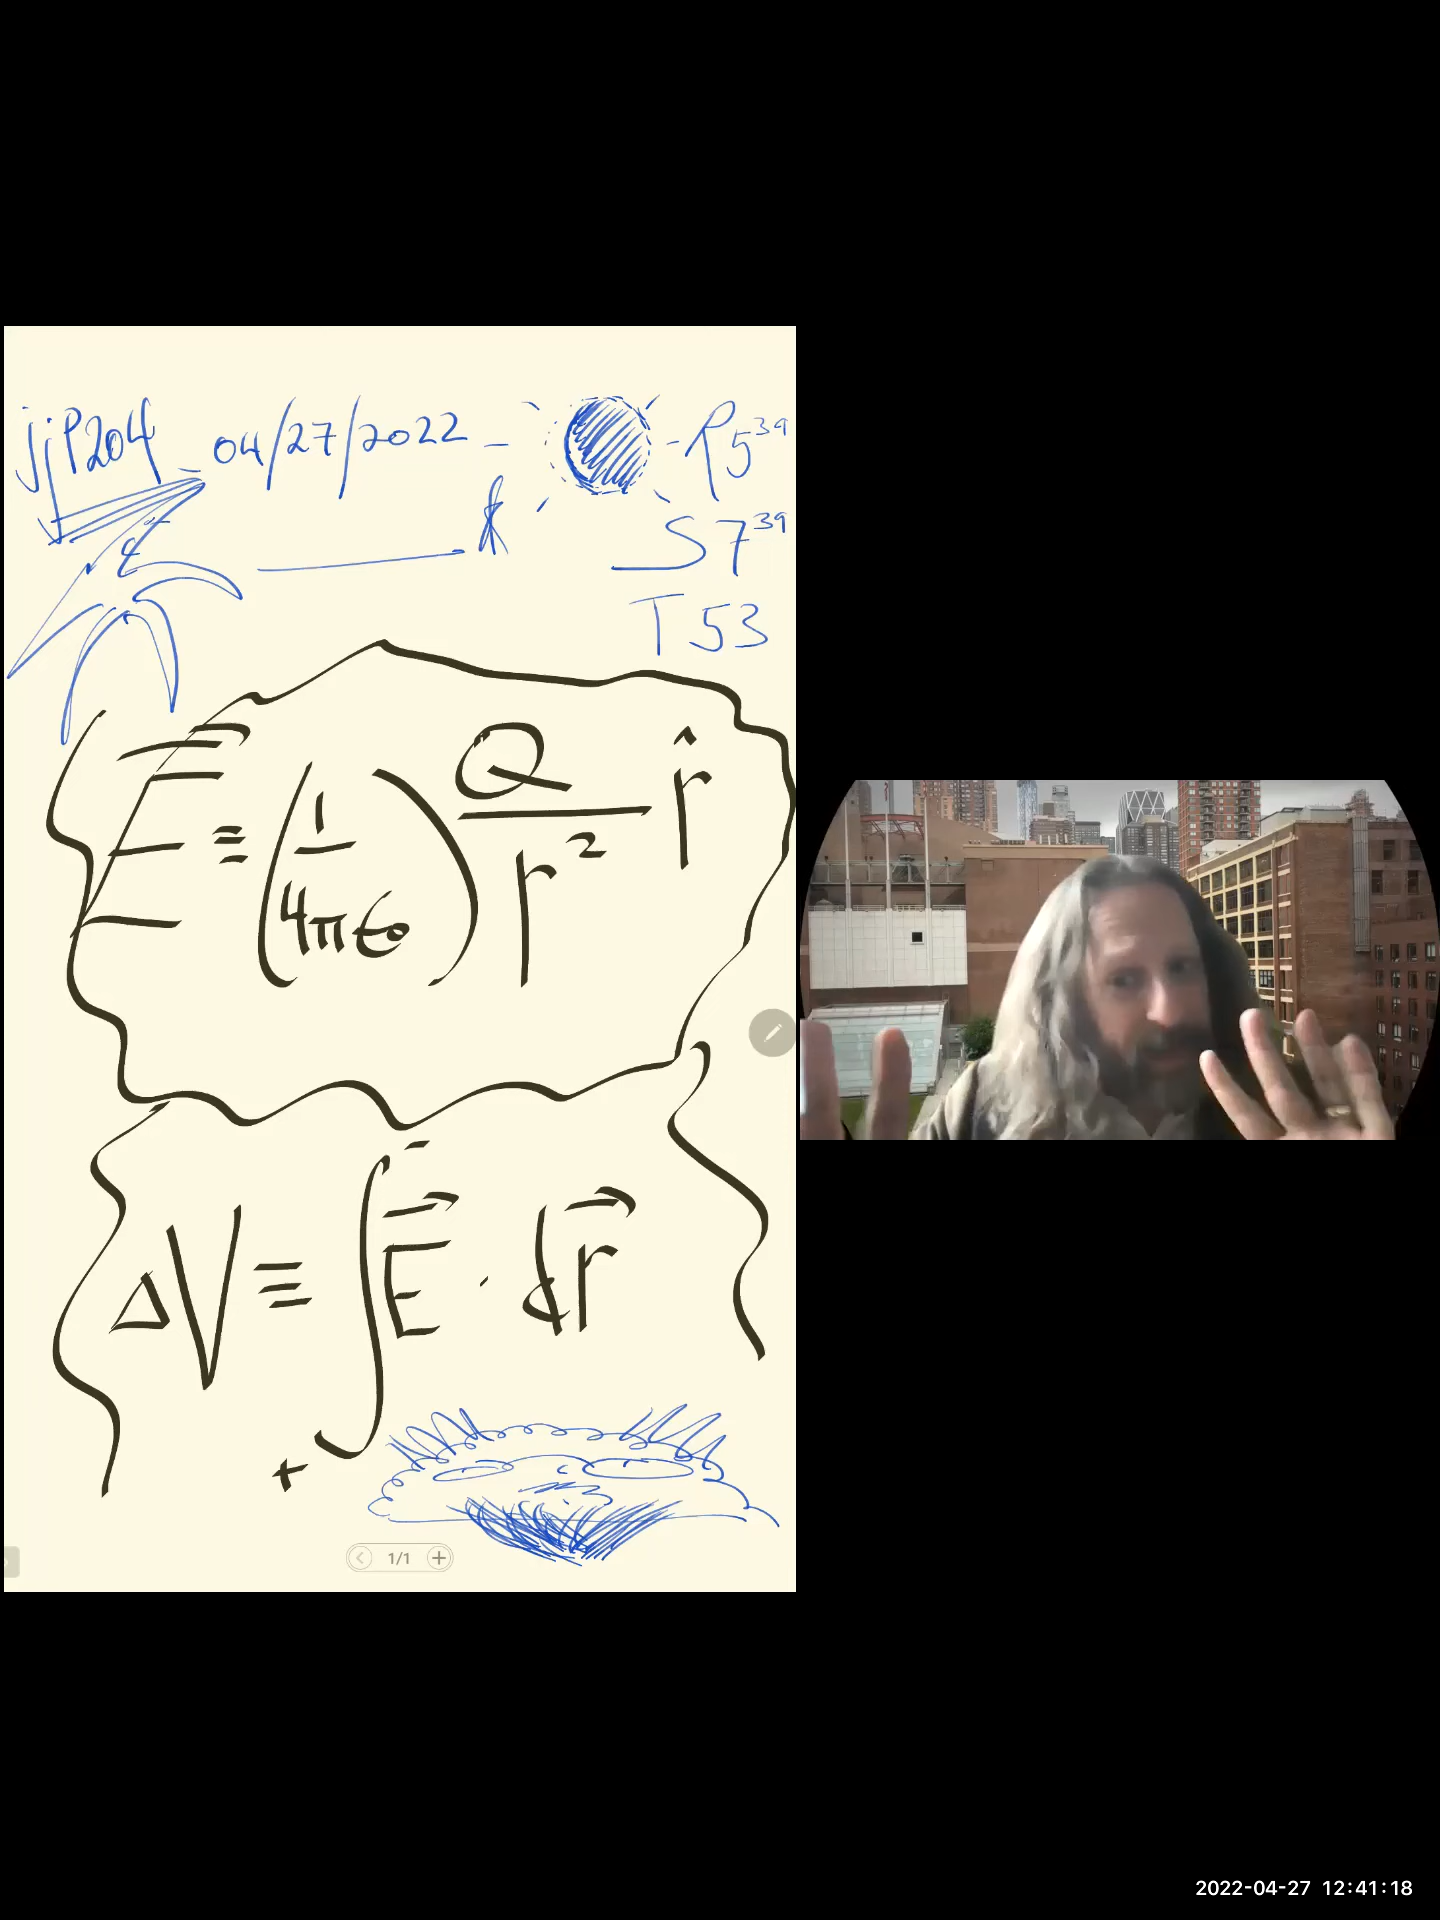 jjP204 - 04/27/2022 - R5³⁹
S7³⁹
T53
E⃗ = (1/4πε₀) Q/r² r̂
ΔV ≡ ∫₊⁻ E⃗ · dr⃗
1/1
2022-04-27 12:41:18